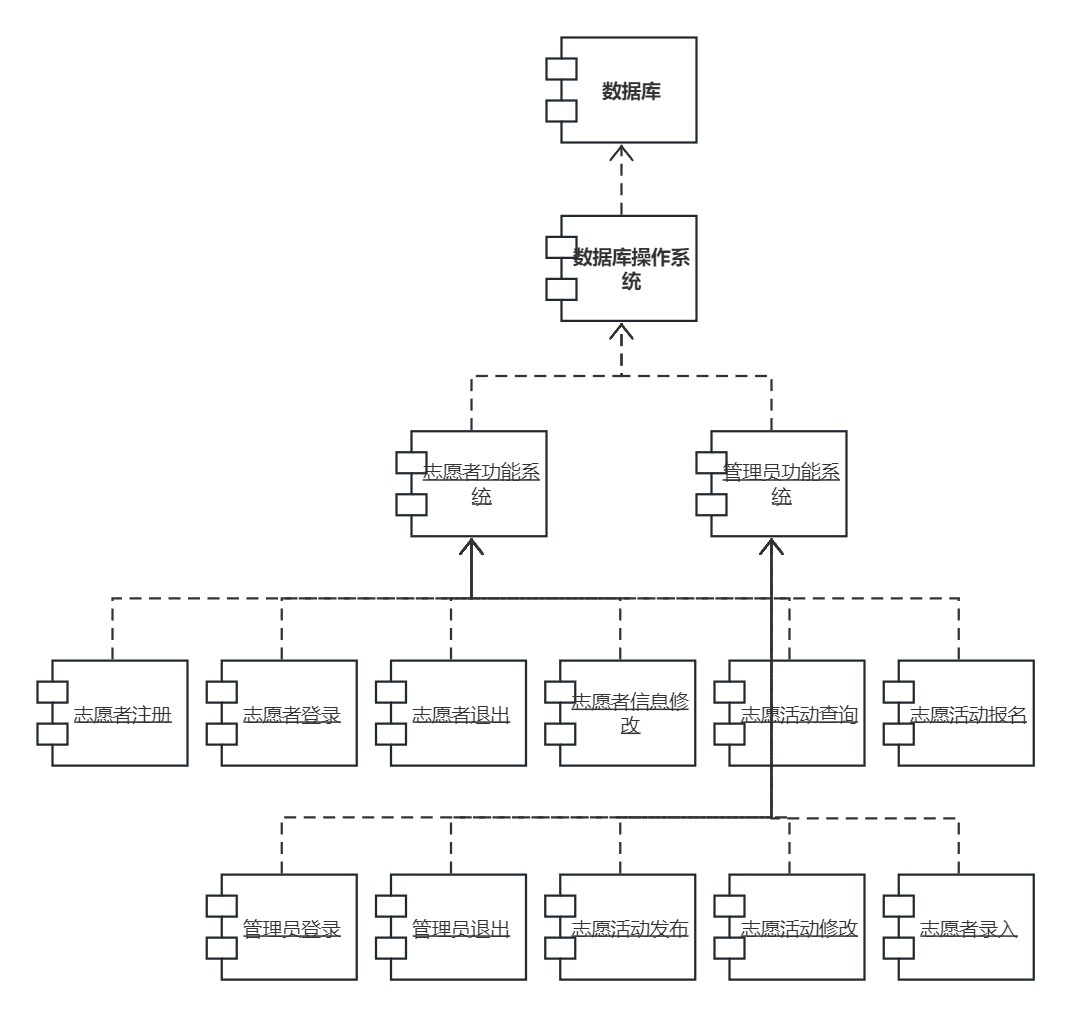 数据库
数据库操作系
统
志愿者功能系
统
管理员功能系
统
志愿者注册
志愿者登录
志愿者退出
志愿者信息修
改
志愿活动查询
志愿活动报名
管理员登录
管理员退出
志愿活动发布
志愿活动修改
志愿者录入